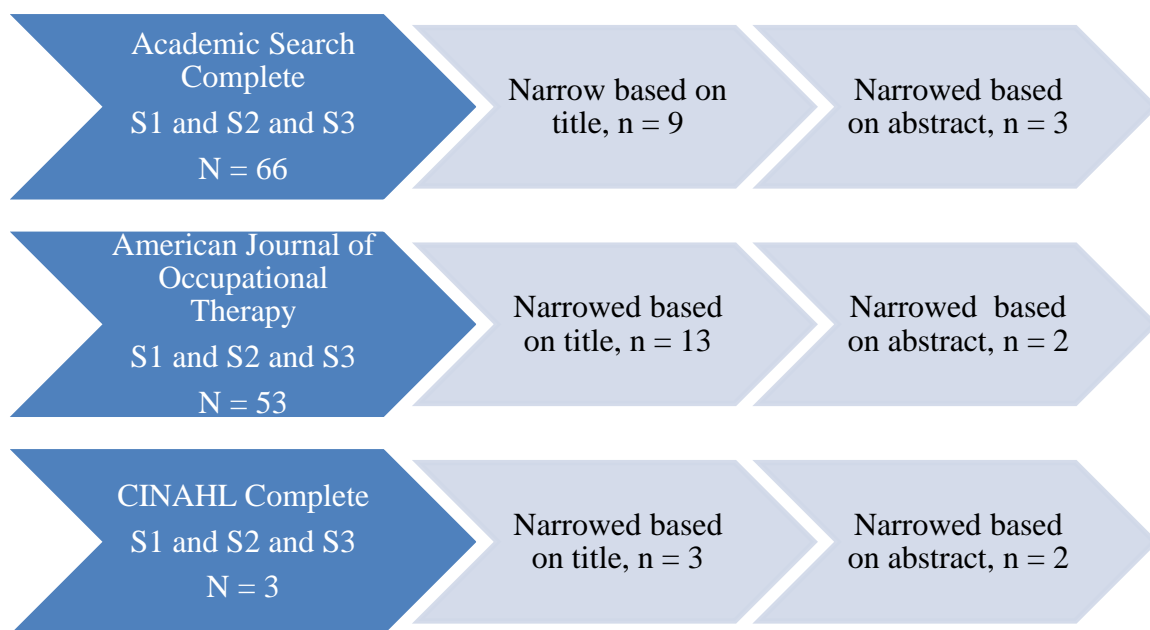 Academic Search
Complete
S1 and S2 and S3
N = 66
Narrow based on
title, n = 9
Narrowed based
on abstract, n = 3
American Journal of
Occupational
Therapy
S1 and S2 and S3
N = 53
Narrowed based
on title, n = 13
Narrowed  based
on abstract, n = 2
CINAHL Complete
S1 and S2 and S3
N = 3
Narrowed based
on title, n = 3
Narrowed based
on abstract, n = 2